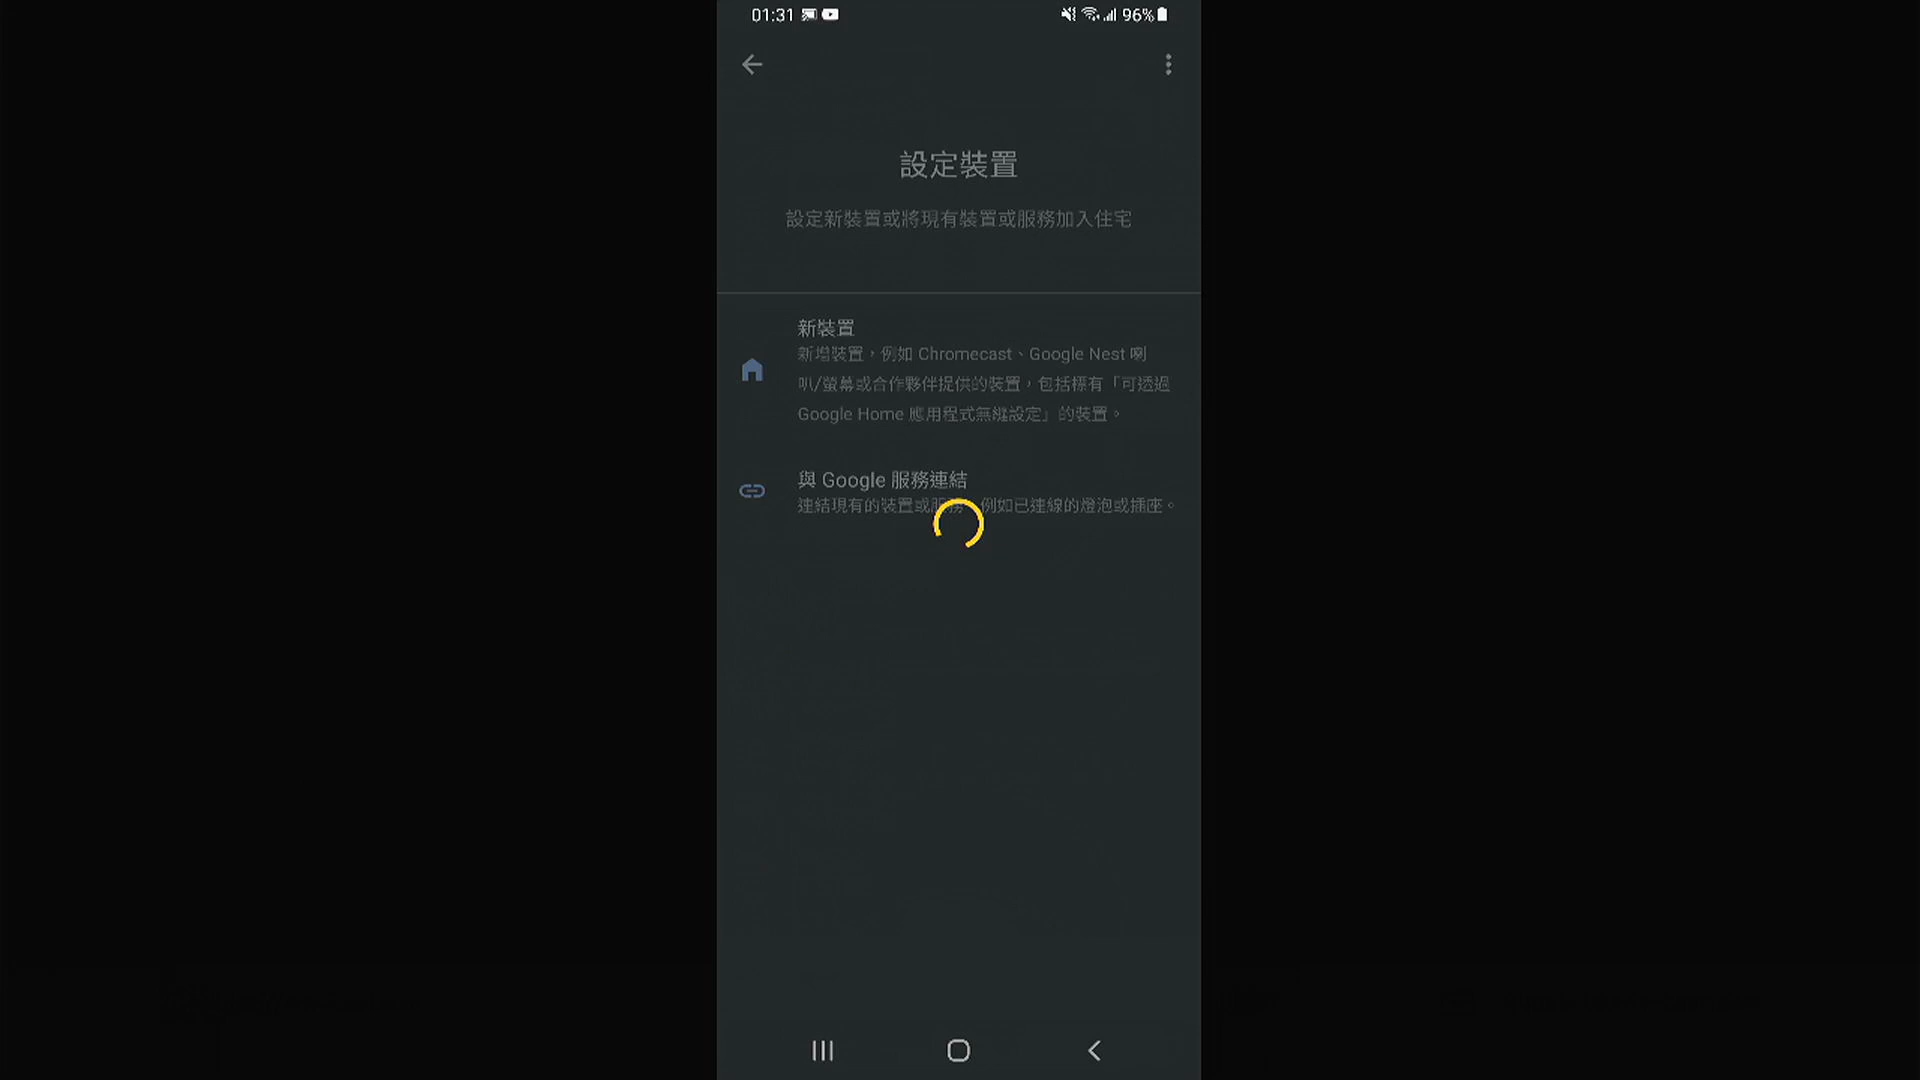 01:31
96%
設定裝置
設定新裝置或將現有裝置或服務加入住宅
新裝置
新增裝置，例如 Chromecast、Google Nest 喇
叭/螢幕或合作夥伴提供的裝置，包括標有「可透過
Google Home 應用程式無縫設定」的裝置。
與 Google 服務連結
連結現有的裝置或服務，例如已連線的燈泡或插座。